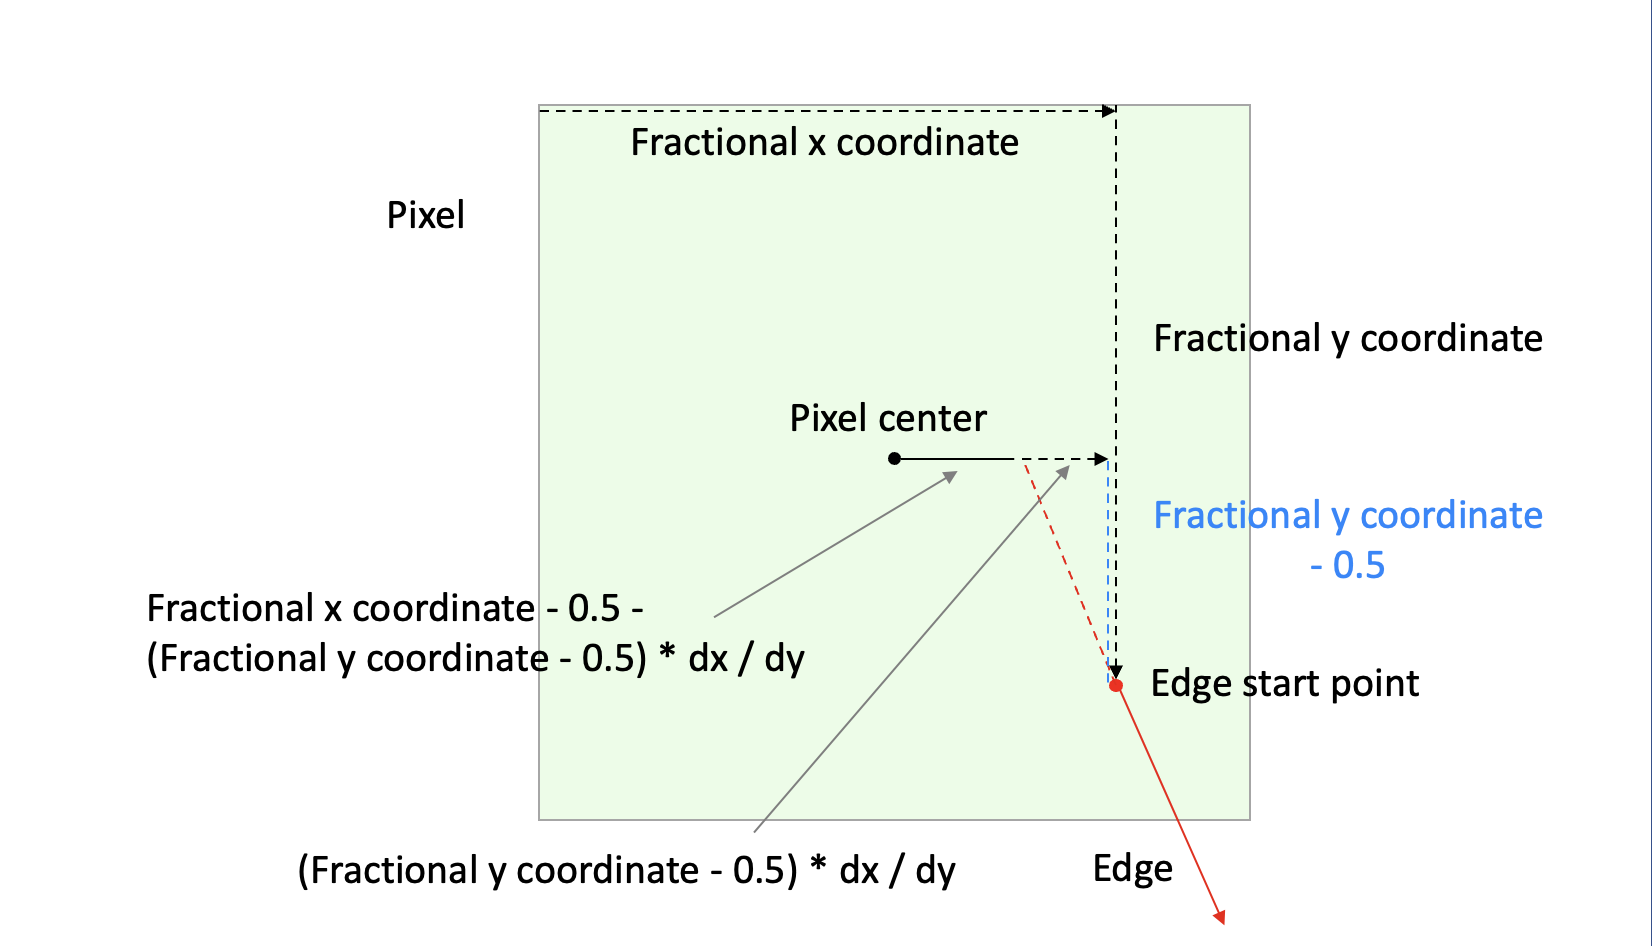 Fractional x coordinate
Pixel
Fractional y coordinate
Pixel center
Fractional y coordinate
- 0.5
Fractional x coordinate - 0.5 -
(Fractional y coordinate - 0.5) * dx / dy
Edge start point
(Fractional y coordinate - 0.5) * dx / dy
Edge